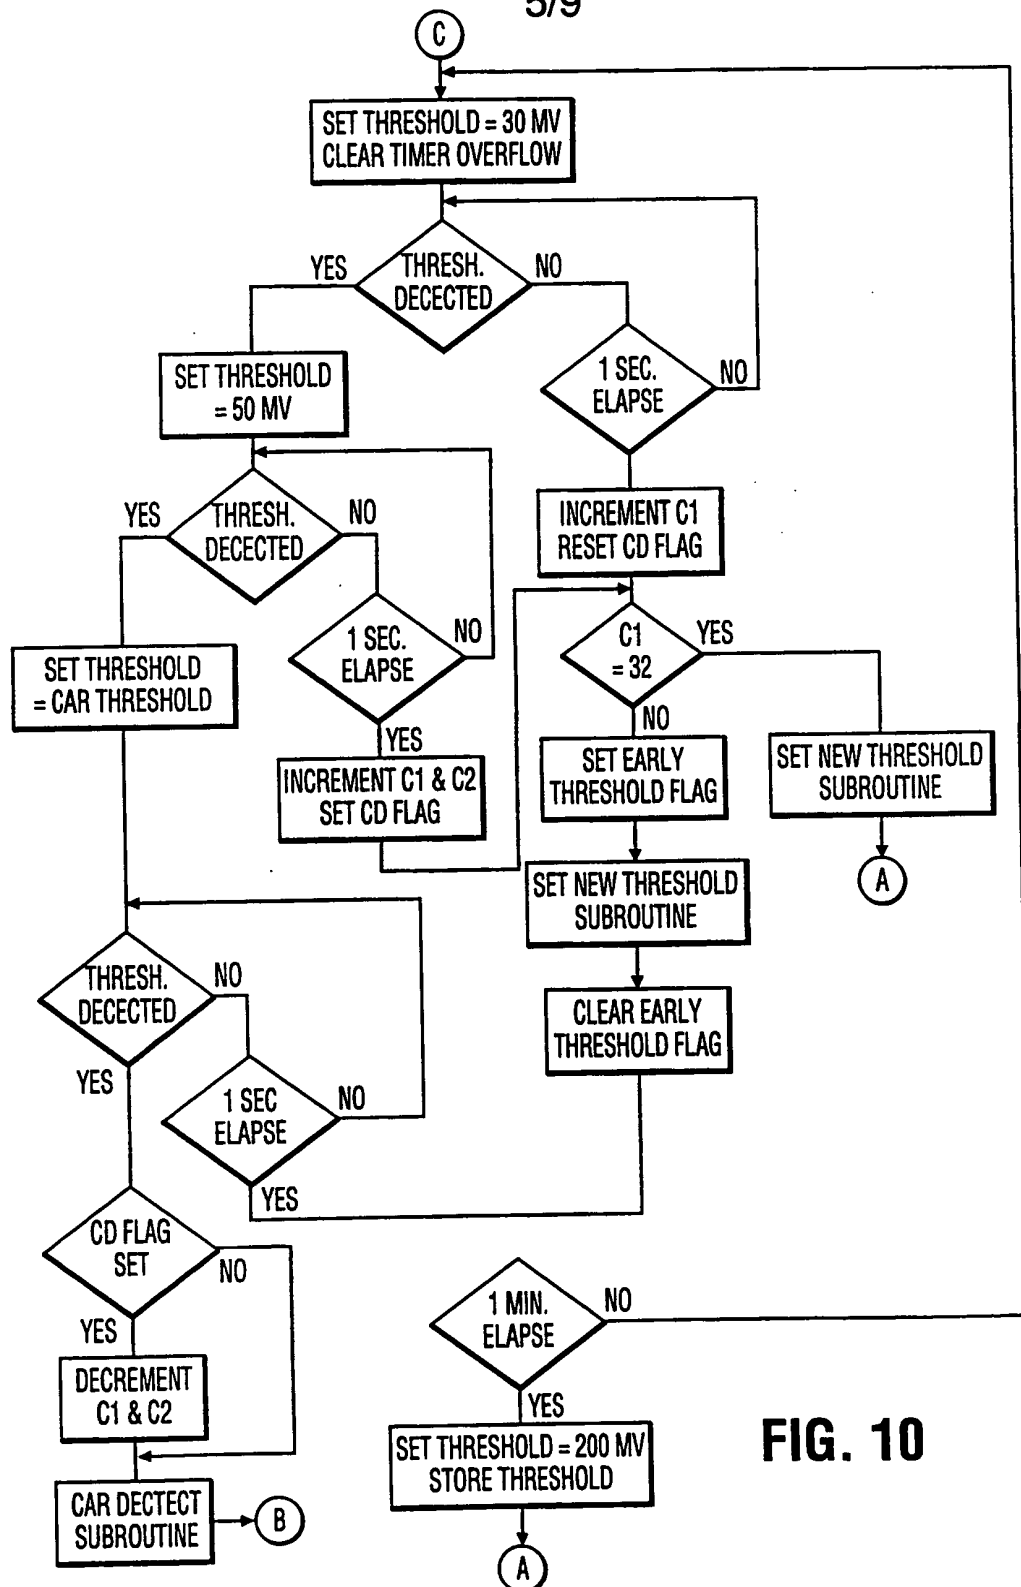 5/9
C
SET THRESHOLD = 30 MV
CLEAR TIMER OVERFLOW
THRESH.
DECECTED
YES
NO
SET THRESHOLD
= 50 MV
1 SEC.
ELAPSE
NO
THRESH.
DECECTED
YES
NO
INCREMENT C1
RESET CD FLAG
1 SEC.
ELAPSE
NO
YES
C1
= 32
YES
NO
SET THRESHOLD
= CAR THRESHOLD
INCREMENT C1 & C2
SET CD FLAG
SET EARLY
THRESHOLD FLAG
SET NEW THRESHOLD
SUBROUTINE
A
SET NEW THRESHOLD
SUBROUTINE
CLEAR EARLY
THRESHOLD FLAG
THRESH.
DECECTED
NO
YES
1 SEC
ELAPSE
NO
YES
CD FLAG
SET
NO
YES
DECREMENT
C1 & C2
CAR DECTECT
SUBROUTINE
B
1 MIN.
ELAPSE
NO
YES
SET THRESHOLD = 200 MV
STORE THRESHOLD
A
FIG. 10